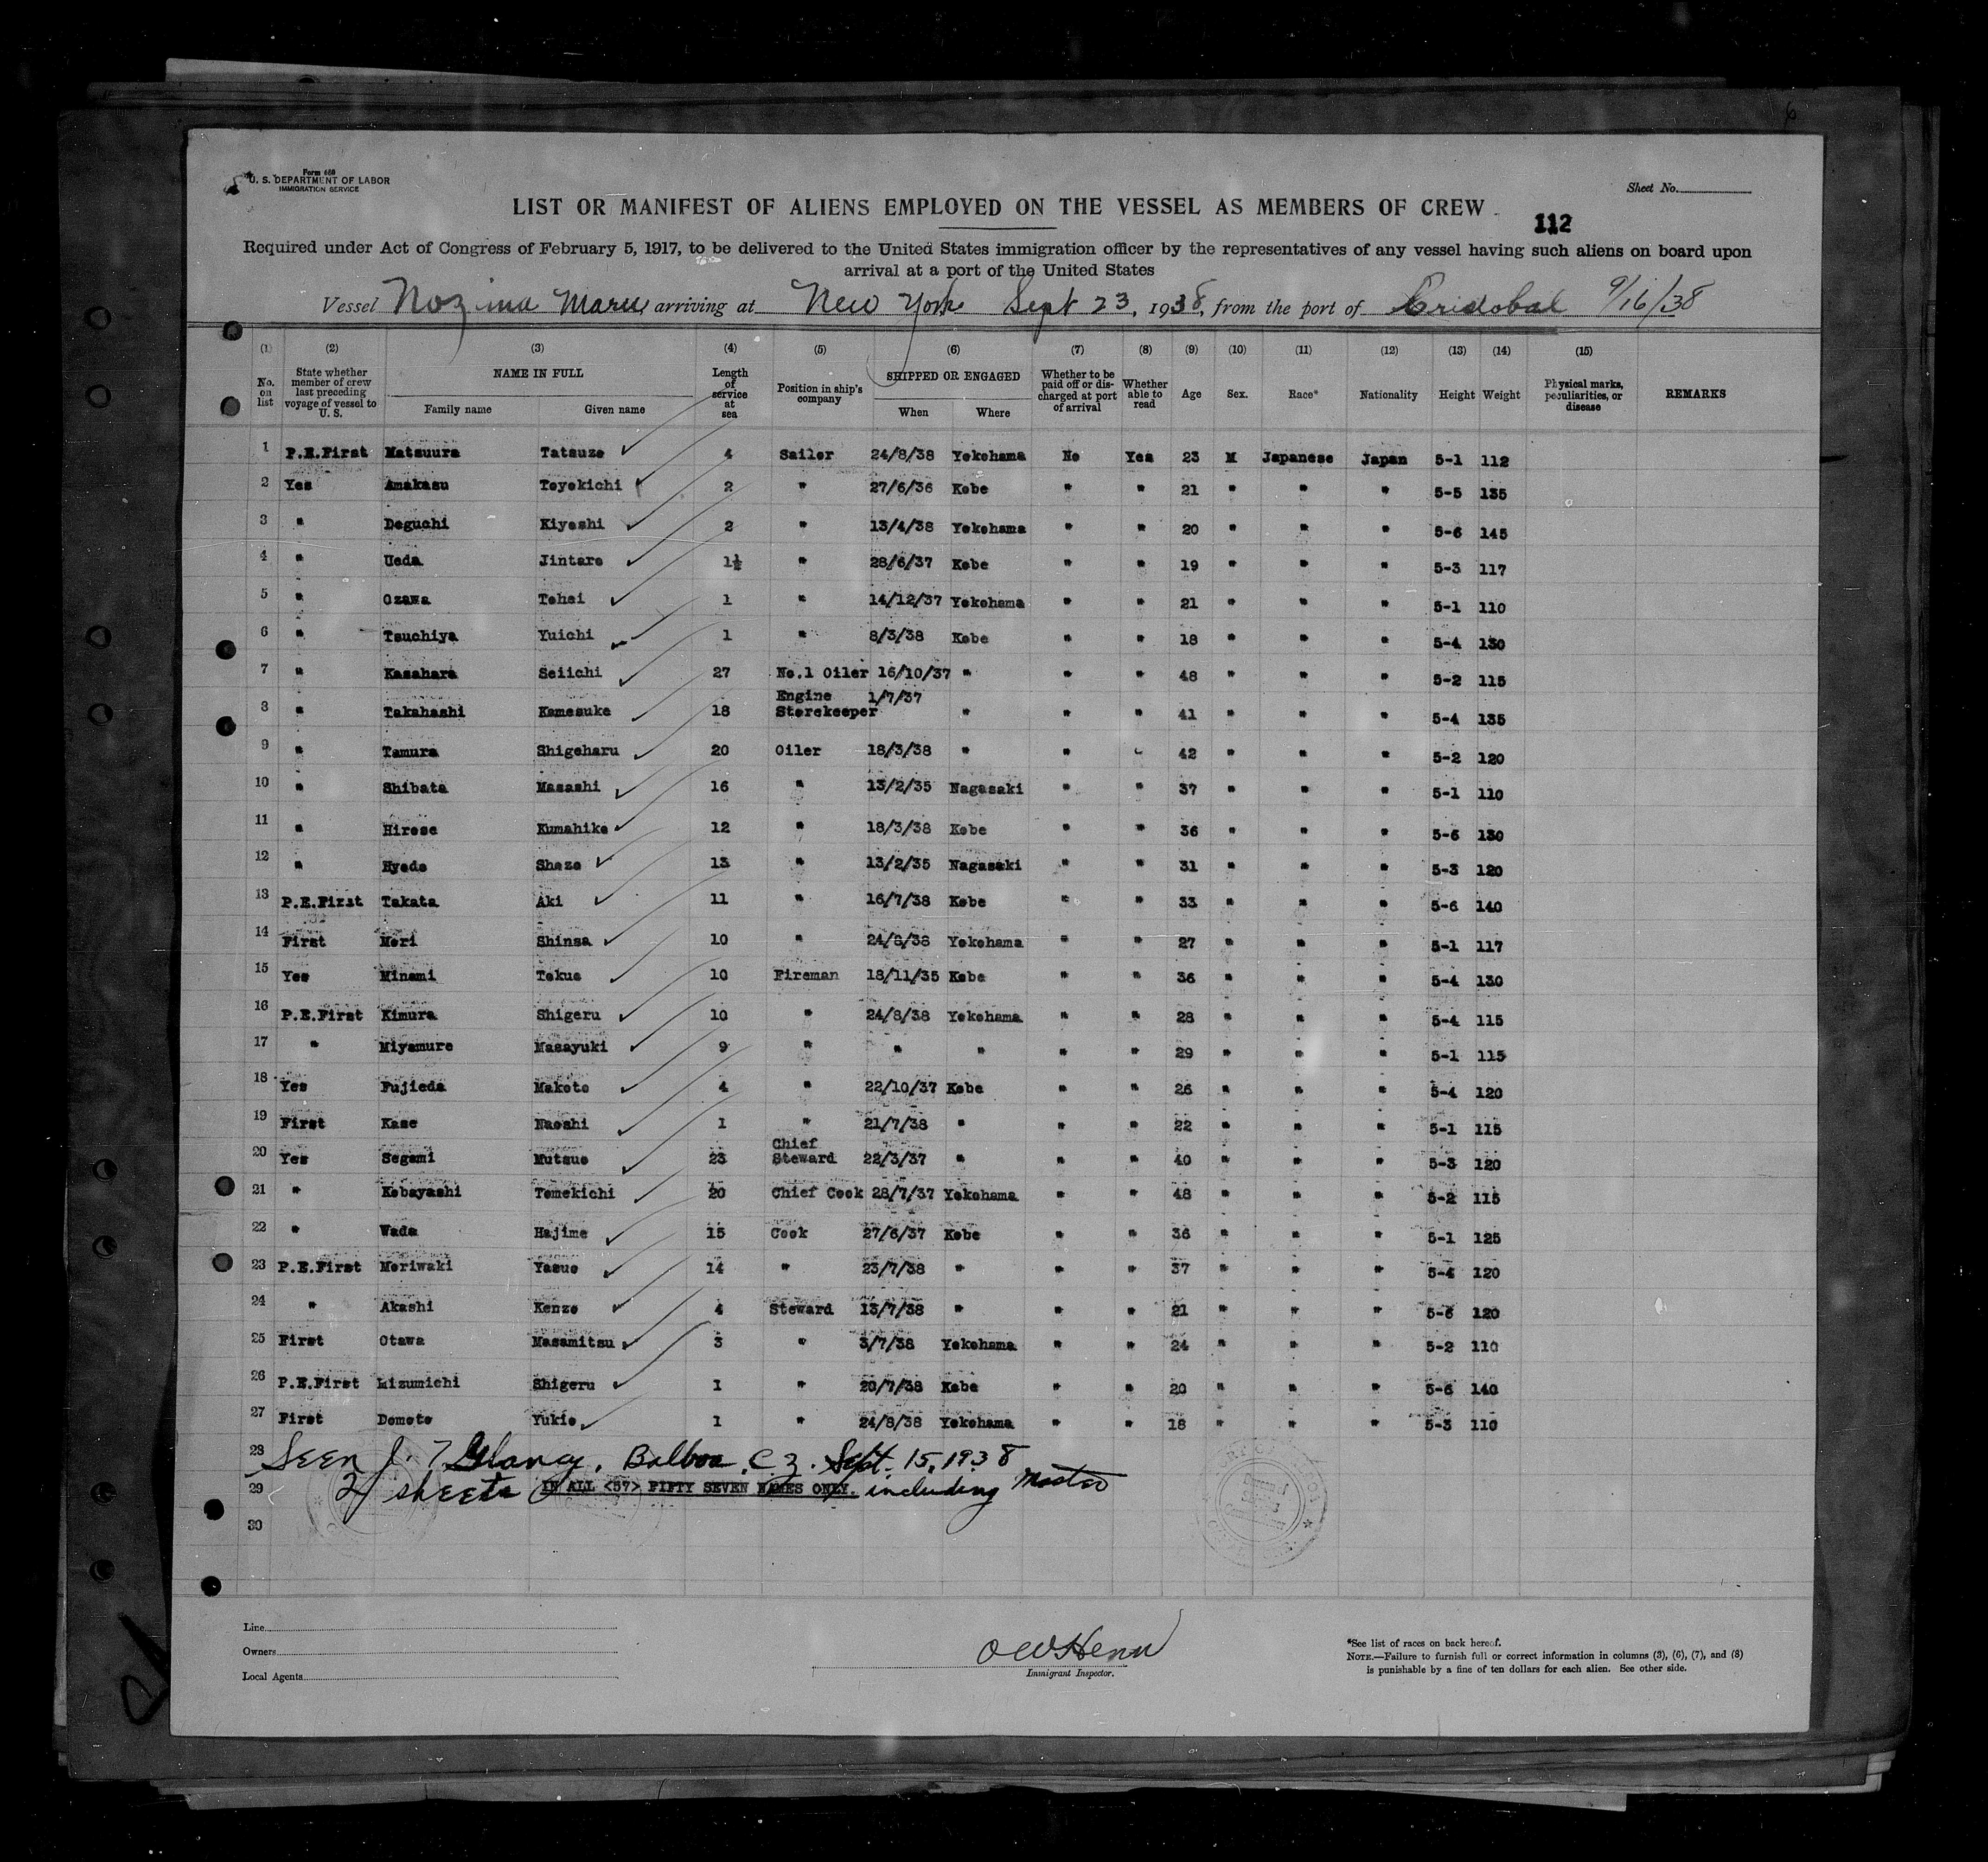 Form 680
U. S. DEPARTMENT OF LABOR
IMMIGRATION SERVICE
Sheet No.
LIST OR MANIFEST OF ALIENS EMPLOYED ON THE VESSEL AS MEMBERS OF CREW
112
Required under Act of Congress of February 5, 1917, to be delivered to the United States immigration officer by the representatives of any vessel having such aliens on board upon
arrival at a port of the United States
Vessel Nozima Maru arriving at New York Sept 23, 1938, from the port of Cristobal 9/16/38
(1) (2) (3) (4) (5) (6) (7) (8) (9) (10) (11) (12) (13) (14) (15)
No. on list State whether member of crew last preceding voyage of vessel to U. S. NAME IN FULL Family name Given name Length of service at sea Position in ship's company SHIPPED OR ENGAGED When Where Whether to be paid off or discharged at port of arrival Whether able to read Age Sex. Race* Nationality Height Weight Physical marks, peculiarities, or disease REMARKS
1 P.E.First Matsuura Tatsuzo 4 Sailor 24/8/38 Yokohama No Yes 23 M Japanese Japan 5-1 112
2 Yes Amakasu Toyokichi 2 " 27/6/36 Kobe " " 21 " " " 5-5 135
3 " Deguchi Kiyoshi 2 " 13/4/38 Yokohama " " 20 " " " 5-6 145
4 " Ueda Jintaro 1½ " 28/6/37 Kobe " " 19 " " " 5-3 117
5 " Ozawa Tohei 1 " 14/12/37 Yokohama " " 21 " " " 5-1 110
6 " Tsuchiya Yuichi 1 " 8/3/38 Kobe " " 18 " " " 5-4 130
7 " Kasahara Seiichi 27 No.1 Oiler 16/10/37 " " " 48 " " " 5-2 115
8 " Takahashi Kamesuke 18 Engine Storekeeper 1/7/37 " " " 41 " " " 5-4 135
9 " Tamura Shigeharu 20 Oiler 18/3/38 " " " 42 " " " 5-2 120
10 " Shibata Masashi 16 " 13/2/35 Nagasaki " " 37 " " " 5-1 110
11 " Hirose Kumahiko 12 " 18/3/38 Kobe " " 36 " " " 5-6 130
12 " Hyodo Shozo 13 " 13/2/35 Nagasaki " " 31 " " " 5-3 120
13 P.E.First Takata Aki 11 " 16/7/38 Kobe " " 33 " " " 5-6 140
14 First Mori Shinsa 10 " 24/8/38 Yokohama " " 27 " " " 5-1 117
15 Yes Minami Tokuo 10 Fireman 18/11/35 Kobe " " 36 " " " 5-4 130
16 P.E.First Kimura Shigeru 10 " 24/8/38 Yokohama " " 28 " " " 5-4 115
17 " Miyamure Masayuki 9 " " " " " 29 " " " 5-1 115
18 Yes Fujieda Makoto 4 " 22/10/37 Kobe " " 26 " " " 5-4 120
19 First Kase Naoshi 1 " 21/7/38 " " " 22 " " " 5-1 115
20 Yes Segami Mutsuo 23 Chief Steward 22/3/37 " " " 40 " " " 5-3 120
21 " Kobayashi Tomekichi 20 Chief Cook 28/7/37 Yokohama " " 48 " " " 5-2 115
22 " Wada Hajime 15 Cook 27/6/37 Kobe " " 36 " " " 5-1 125
23 P.E.First Moriwaki Yasuo 14 " 23/7/38 " " " 37 " " " 5-4 120
24 " Akashi Kenzo 4 Steward 13/7/38 " " " 21 " " " 5-6 120
25 First Otawa Masamitsu 3 " 3/7/38 Yokohama " " 24 " " " 5-2 110
26 P.E.First Mizumichi Shigeru 1 " 20/7/38 Kobe " " 20 " " " 5-6 140
27 First Domoto Yukio 1 " 24/8/38 Yokohama " " 18 " " " 5-3 110
28 Seen J. T Glancy, Balboa, C Z. Sept. 15, 1938
29 2 sheets IN ALL <57> FIFTY SEVEN NAMES ONLY. including Master
30
Line
Owners
Local Agents
O W Henn
Immigrant Inspector.
*See list of races on back hereof.
NOTE.—Failure to furnish full or correct information in columns (3), (6), (7), and (8)
is punishable by a fine of ten dollars for each alien. See other side.